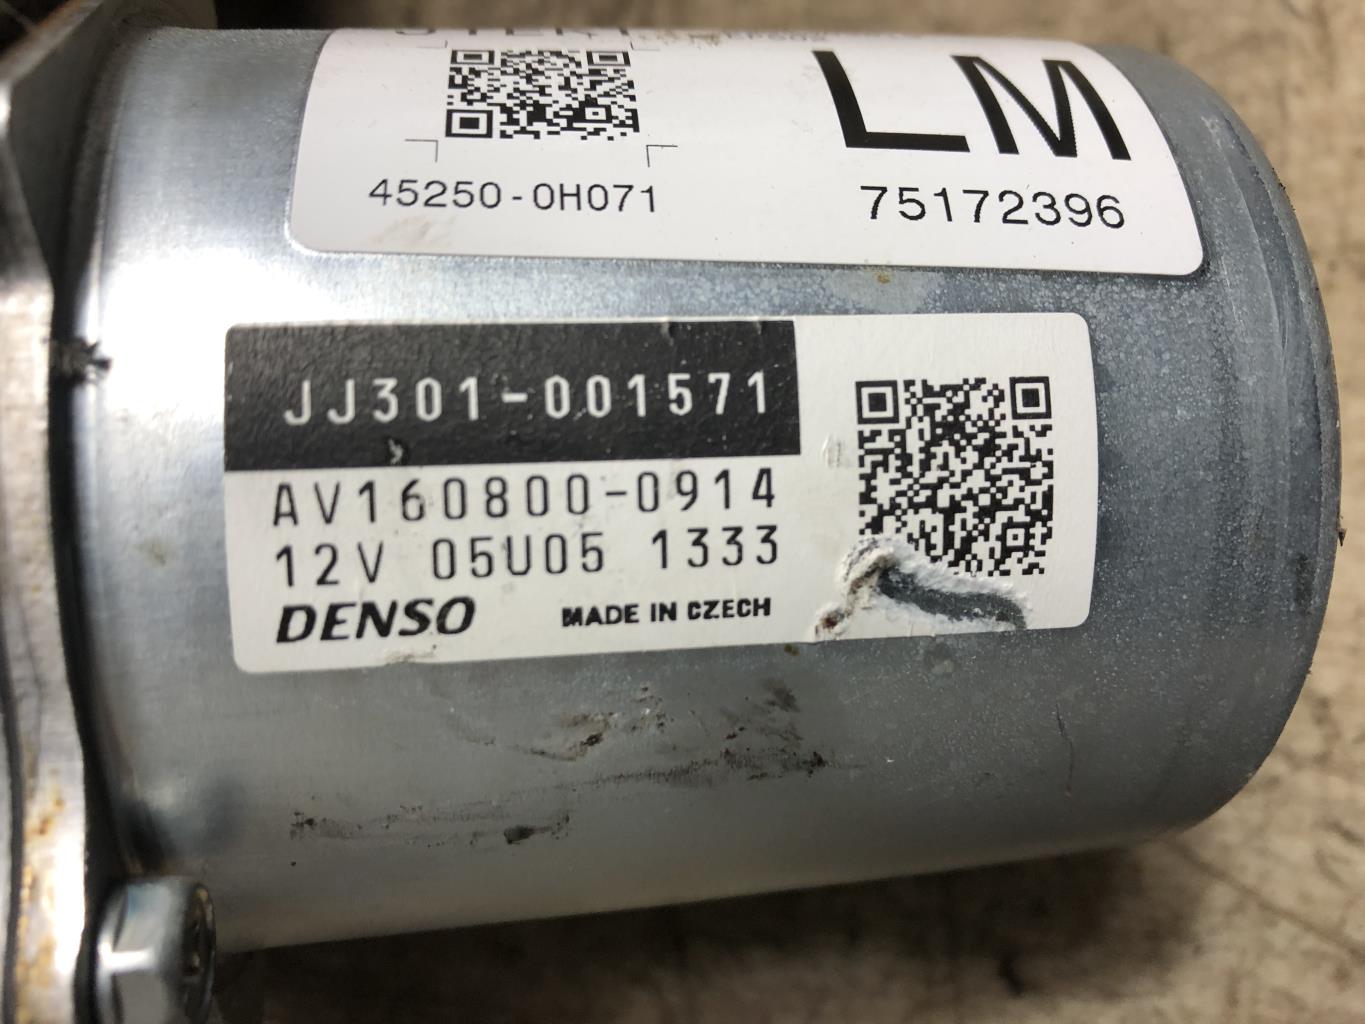 LM
45250-0H071
75172396
JJ301-001571
AV160800-0914
12V 05U05 1333
DENSO MADE IN CZECH